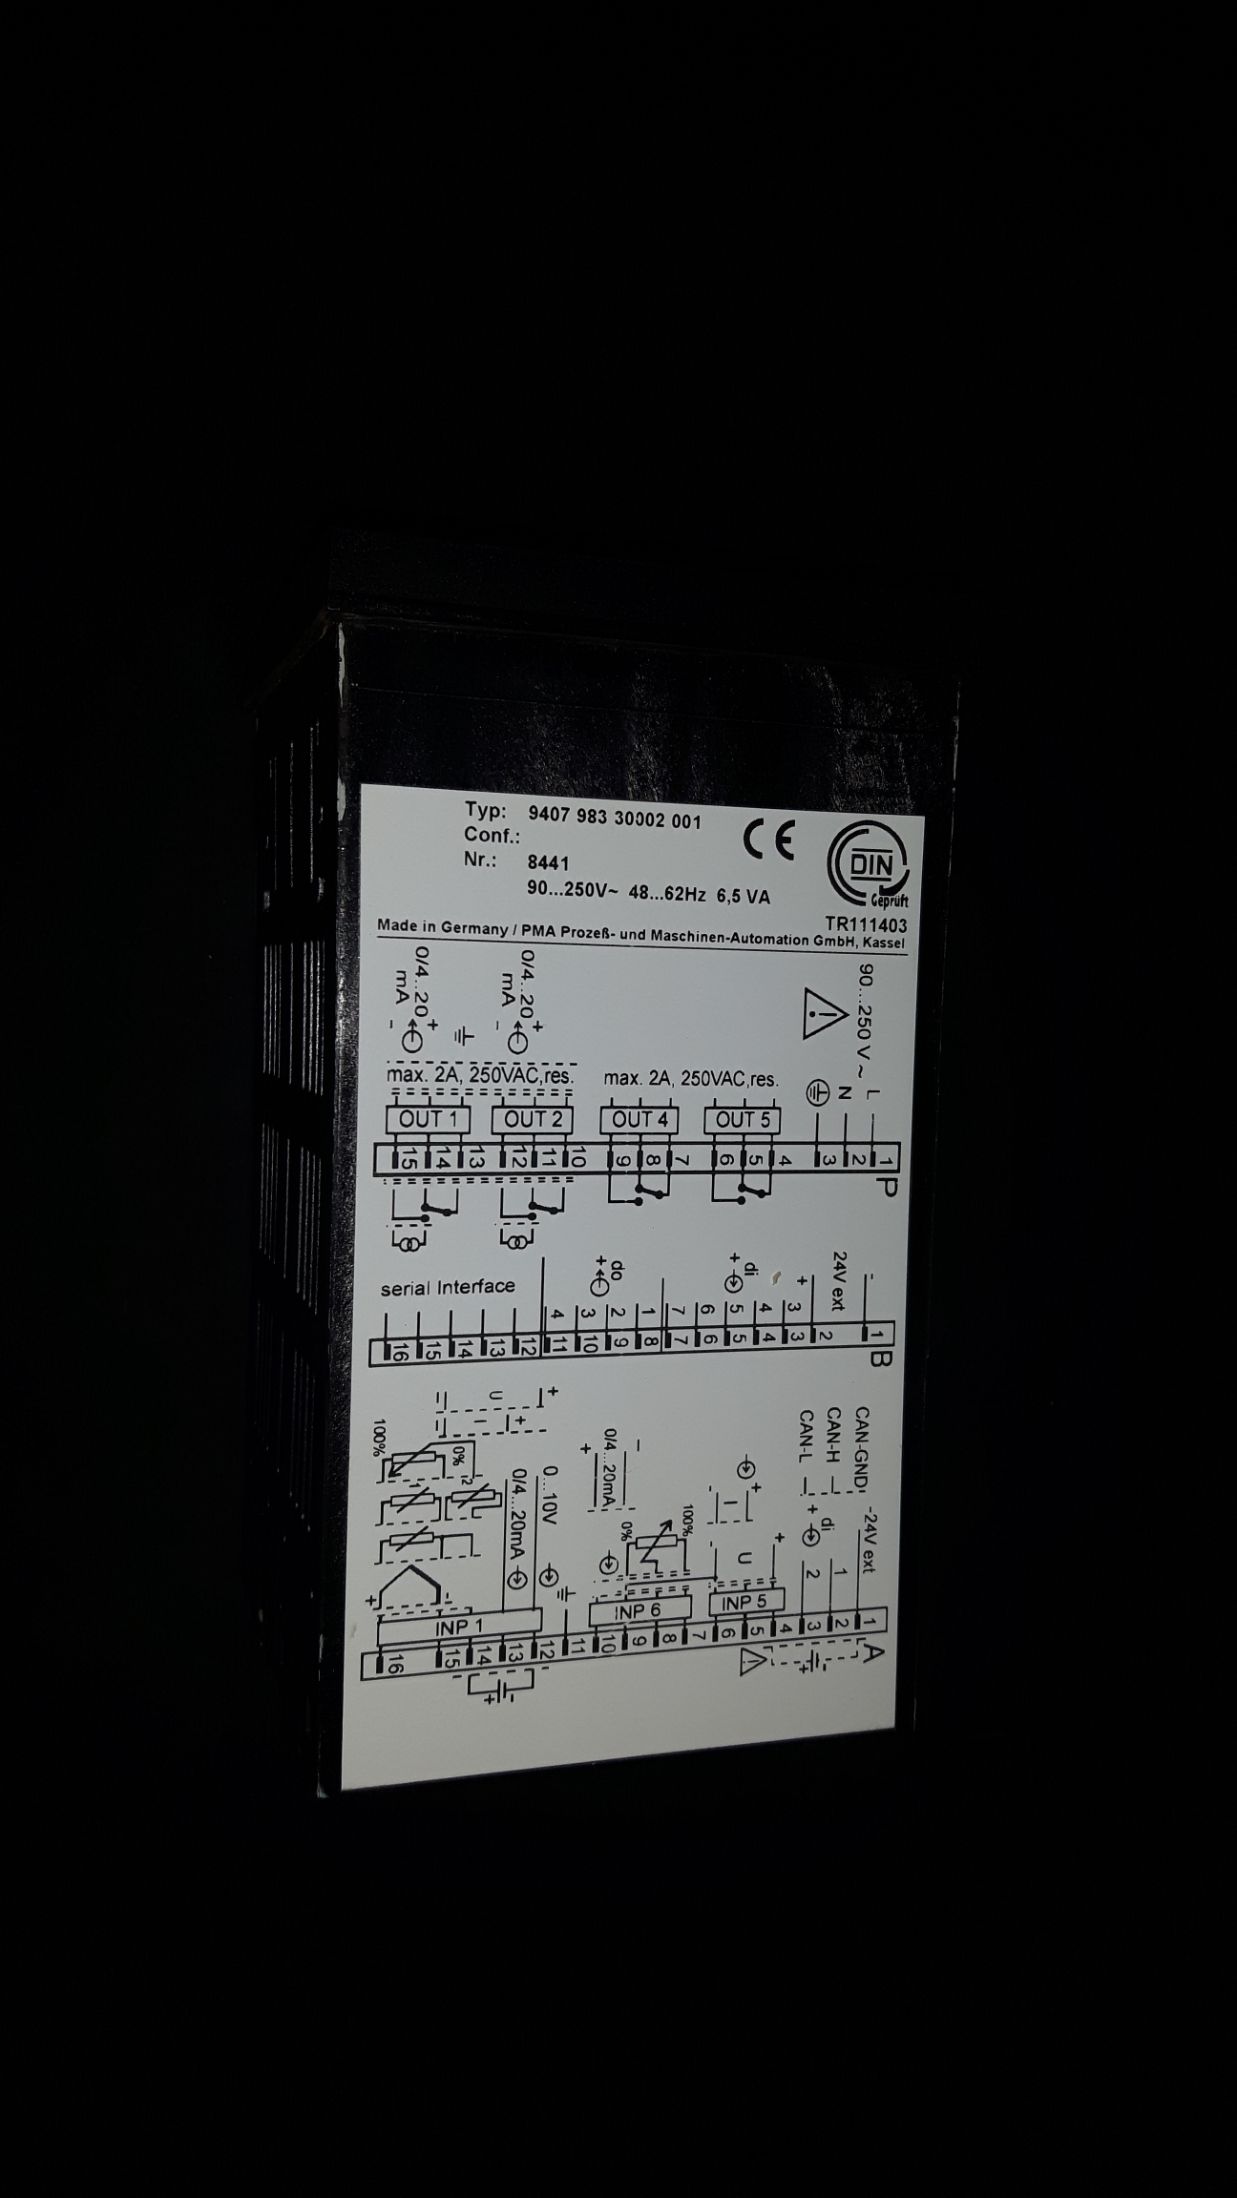 Typ: 9407 983 30002 001
Conf.:
Nr.: 8441
90...250V~ 48...62Hz 6,5 VA
CE
DIN
Geprüft
TR111403
Made in Germany / PMA Prozeß- und Maschinen-Automation GmbH, Kassel
0/4...20 mA
+
-
0/4...20 mA
+
-
90...250 V~
L
N
max. 2A, 250VAC,res.
max. 2A, 250VAC,res.
OUT 1
OUT 2
OUT 4
OUT 5
15 14 13 12 11 10 9 8 7 6 5 4 3 2 1
P
serial Interface
do
+
di
+
+
24V ext
-
4 3 2 1 7 6 5 4 3
16 15 14 13 12 11 10 9 8 7 6 5 4 3 2 1
B
U
+
I
+
100%
0%
1
2
0/4...20mA
0...10V
+
-
0/4...20mA
-
+
0%
100%
+
-
I
-
U
+
CAN-L
CAN-H
CAN-GND
+
di
2
1
-24V ext
INP 1
INP 6
INP 5
16 15 14 13 12 11 10 9 8 7 6 5 4 3 2 1
A
+
-
+
-